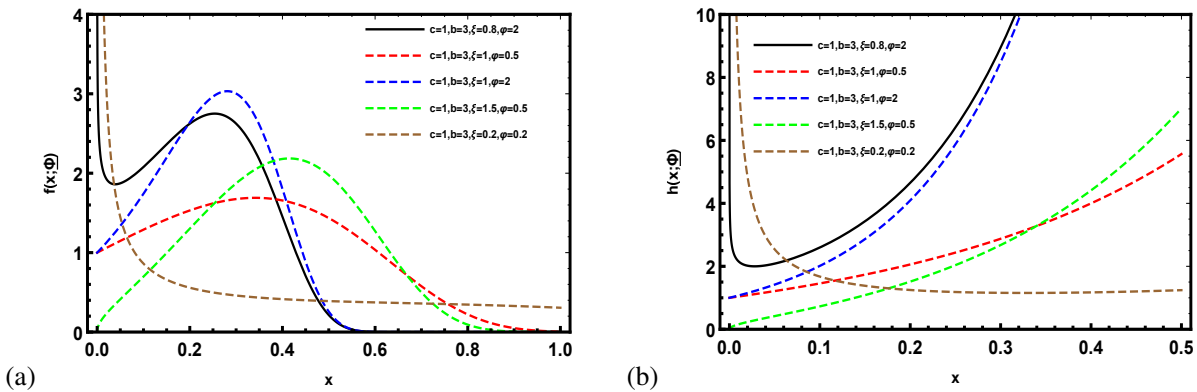 4
3
2
1
0
0.0 0.2 0.4 0.6 0.8 1.0
x
f(x;Φ)
c=1,b=3,ξ=0.8,φ=2
c=1,b=3,ξ=1,φ=0.5
c=1,b=3,ξ=1,φ=2
c=1,b=3,ξ=1.5,φ=0.5
c=1,b=3,ξ=0.2,φ=0.2
(a)
10
8
6
4
2
0
0.0 0.1 0.2 0.3 0.4 0.5
x
h(x;Φ)
c=1,b=3,ξ=0.8,φ=2
c=1,b=3,ξ=1,φ=0.5
c=1,b=3,ξ=1,φ=2
c=1,b=3,ξ=1.5,φ=0.5
c=1,b=3,ξ=0.2,φ=0.2
(b)